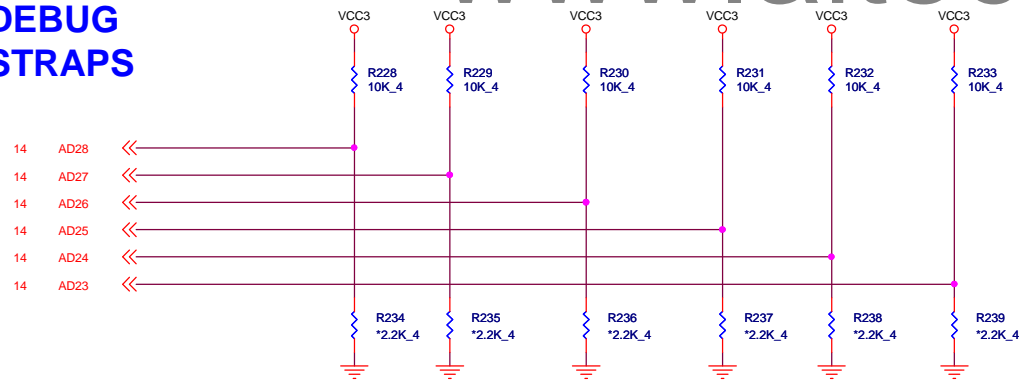 DEBUG
STRAPS
VCC3 VCC3 VCC3 VCC3 VCC3 VCC3
R228 R229 R230 R231 R232 R233
10K_4 10K_4 10K_4 10K_4 10K_4 10K_4
14 AD28
14 AD27
14 AD26
14 AD25
14 AD24
14 AD23
R234 R235 R236 R237 R238 R239
*2.2K_4 *2.2K_4 *2.2K_4 *2.2K_4 *2.2K_4 *2.2K_4